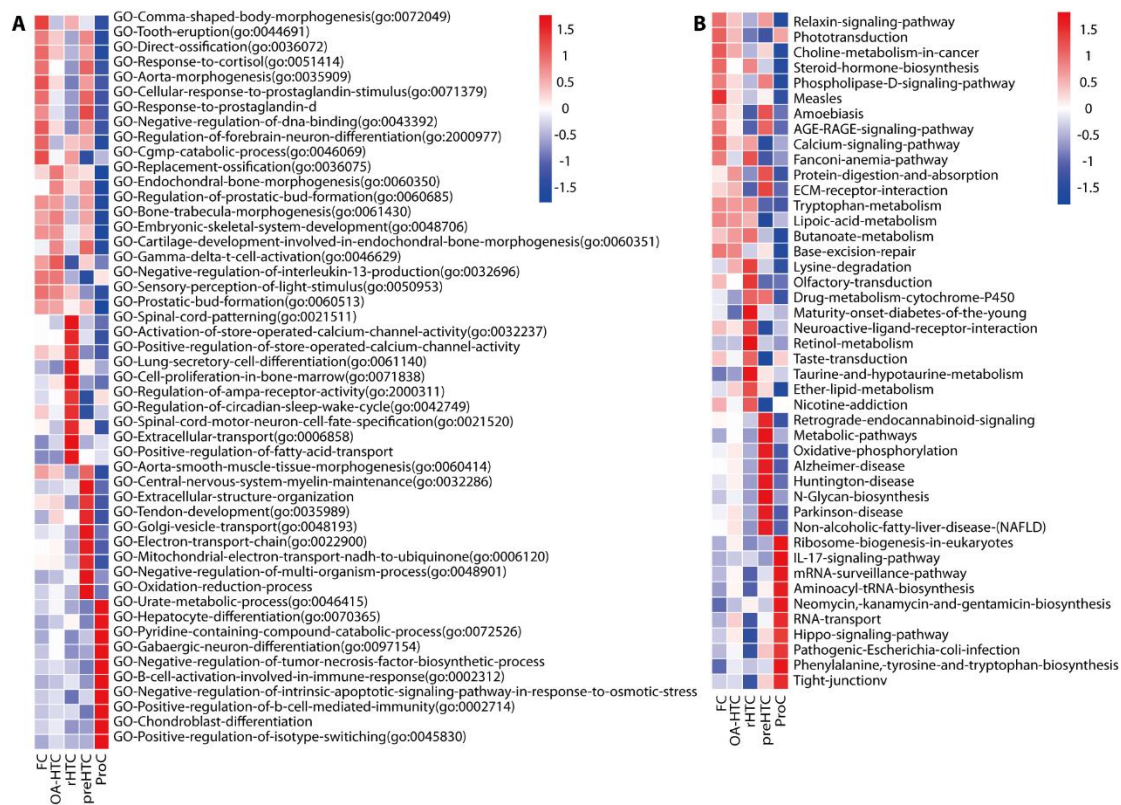 A
GO-Comma-shaped-body-morphogenesis(go:0072049)
GO-Tooth-eruption(go:0044691)
GO-Direct-ossification(go:0036072)
GO-Response-to-cortisol(go:0051414)
GO-Aorta-morphogenesis(go:0035909)
GO-Cellular-response-to-prostaglandin-stimulus(go:0071379)
GO-Response-to-prostaglandin-d
GO-Negative-regulation-of-dna-binding(go:0043392)
GO-Regulation-of-forebrain-neuron-differentiation(go:2000977)
GO-Cgmp-catabolic-process(go:0046069)
GO-Replacement-ossification(go:0036075)
GO-Endochondral-bone-morphogenesis(go:0060350)
GO-Regulation-of-prostatic-bud-formation(go:0060685)
GO-Bone-trabecula-morphogenesis(go:0061430)
GO-Embryonic-skeletal-system-development(go:0048706)
GO-Cartilage-development-involved-in-endochondral-bone-morphogenesis(go:0060351)
GO-Gamma-delta-t-cell-activation(go:0046629)
GO-Negative-regulation-of-interleukin-13-production(go:0032696)
GO-Sensory-perception-of-light-stimulus(go:0050953)
GO-Prostatic-bud-formation(go:0060513)
GO-Spinal-cord-patterning(go:0021511)
GO-Activation-of-store-operated-calcium-channel-activity(go:0032237)
GO-Positive-regulation-of-store-operated-calcium-channel-activity
GO-Lung-secretory-cell-differentiation(go:0061140)
GO-Cell-proliferation-in-bone-marrow(go:0071838)
GO-Regulation-of-ampa-receptor-activity(go:2000311)
GO-Regulation-of-circadian-sleep-wake-cycle(go:0042749)
GO-Spinal-cord-motor-neuron-cell-fate-specification(go:0021520)
GO-Extracellular-transport(go:0006858)
GO-Positive-regulation-of-fatty-acid-transport
GO-Aorta-smooth-muscle-tissue-morphogenesis(go:0060414)
GO-Central-nervous-system-myelin-maintenance(go:0032286)
GO-Extracellular-structure-organization
GO-Tendon-development(go:0035989)
GO-Golgi-vesicle-transport(go:0048193)
GO-Electron-transport-chain(go:0022900)
GO-Mitochondrial-electron-transport-nadh-to-ubiquinone(go:0006120)
GO-Negative-regulation-of-multi-organism-process(go:0048901)
GO-Oxidation-reduction-process
GO-Urate-metabolic-process(go:0046415)
GO-Hepatocyte-differentiation(go:0070365)
GO-Pyridine-containing-compound-catabolic-process(go:0072526)
GO-Gabaergic-neuron-differentiation(go:0097154)
GO-Negative-regulation-of-tumor-necrosis-factor-biosynthetic-process
GO-B-cell-activation-involved-in-immune-response(go:0002312)
GO-Negative-regulation-of-intrinsic-apoptotic-signaling-pathway-in-response-to-osmotic-stress
GO-Positive-regulation-of-b-cell-mediated-immunity(go:0002714)
GO-Chondroblast-differentiation
GO-Positive-regulation-of-isotype-switiching(go:0045830)
FC
OA-HTC
rHTC
preHTC
ProC
1.5
1
0.5
0
-0.5
-1
-1.5
B
Relaxin-signaling-pathway
Phototransduction
Choline-metabolism-in-cancer
Steroid-hormone-biosynthesis
Phospholipase-D-signaling-pathway
Measles
Amoebiasis
AGE-RAGE-signaling-pathway
Calcium-signaling-pathway
Fanconi-anemia-pathway
Protein-digestion-and-absorption
ECM-receptor-interaction
Tryptophan-metabolism
Lipoic-acid-metabolism
Butanoate-metabolism
Base-excision-repair
Lysine-degradation
Olfactory-transduction
Drug-metabolism-cytochrome-P450
Maturity-onset-diabetes-of-the-young
Neuroactive-ligand-receptor-interaction
Retinol-metabolism
Taste-transduction
Taurine-and-hypotaurine-metabolism
Ether-lipid-metabolism
Nicotine-addiction
Retrograde-endocannabinoid-signaling
Metabolic-pathways
Oxidative-phosphorylation
Alzheimer-disease
Huntington-disease
N-Glycan-biosynthesis
Parkinson-disease
Non-alcoholic-fatty-liver-disease-(NAFLD)
Ribosome-biogenesis-in-eukaryotes
IL-17-signaling-pathway
mRNA-surveillance-pathway
Aminoacyl-tRNA-biosynthesis
Neomycin,-kanamycin-and-gentamicin-biosynthesis
RNA-transport
Hippo-signaling-pathway
Pathogenic-Escherichia-coli-infection
Phenylalanine,-tyrosine-and-tryptophan-biosynthesis
Tight-junctionv
FC
OA-HTC
rHTC
preHTC
ProC
1.5
1
0.5
0
-0.5
-1
-1.5